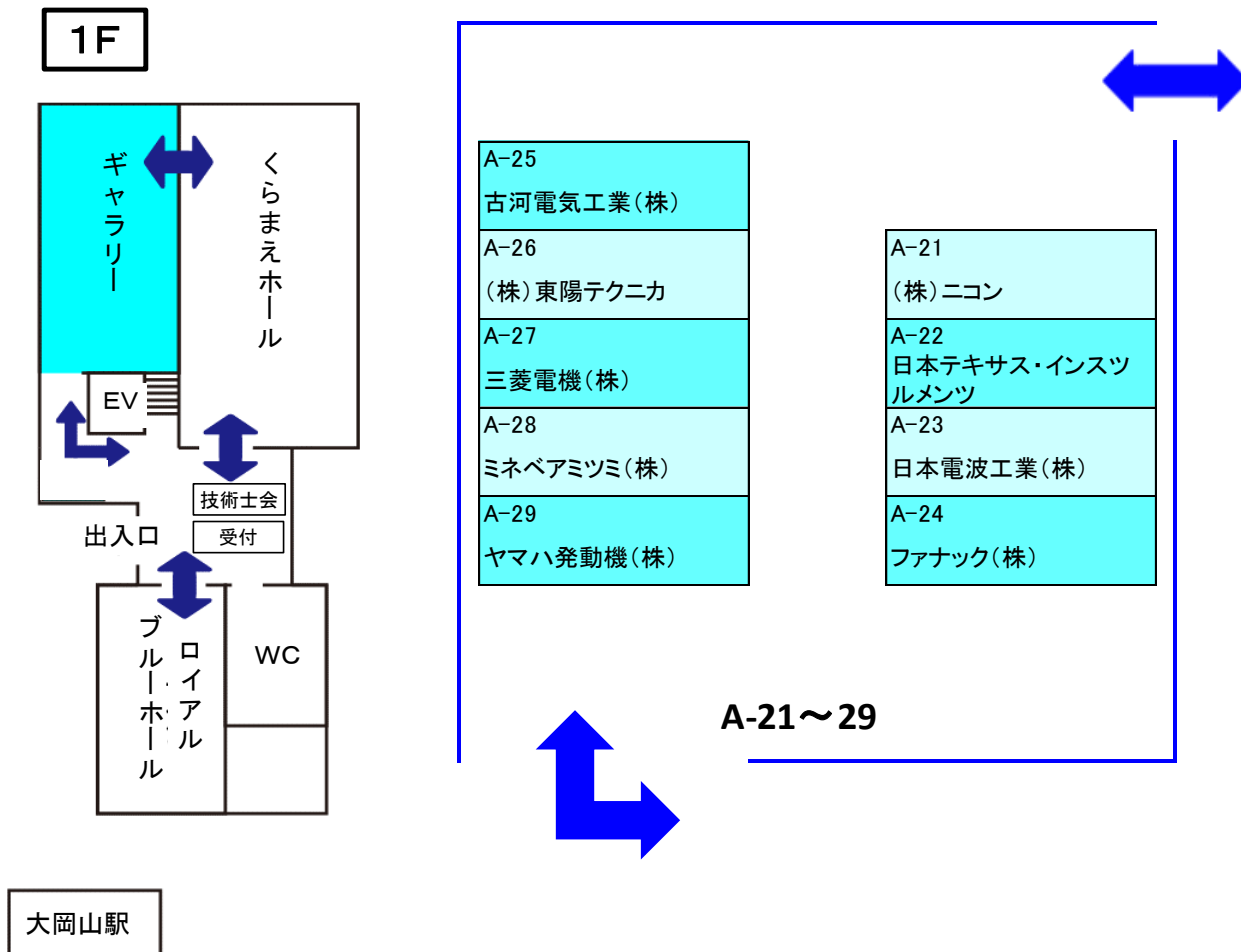 1F
ギャラリー
くらまえホール
EV
技術士会
受付
出入口
ロイアル
ブルーホール
WC
大岡山駅
A-25
古河電気工業(株)
A-26
(株)東陽テクニカ
A-27
三菱電機(株)
A-28
ミネベアミツミ(株)
A-29
ヤマハ発動機(株)
A-21
(株)ニコン
A-22
日本テキサス・インスツ
ルメンツ
A-23
日本電波工業(株)
A-24
ファナック(株)
A-21～29